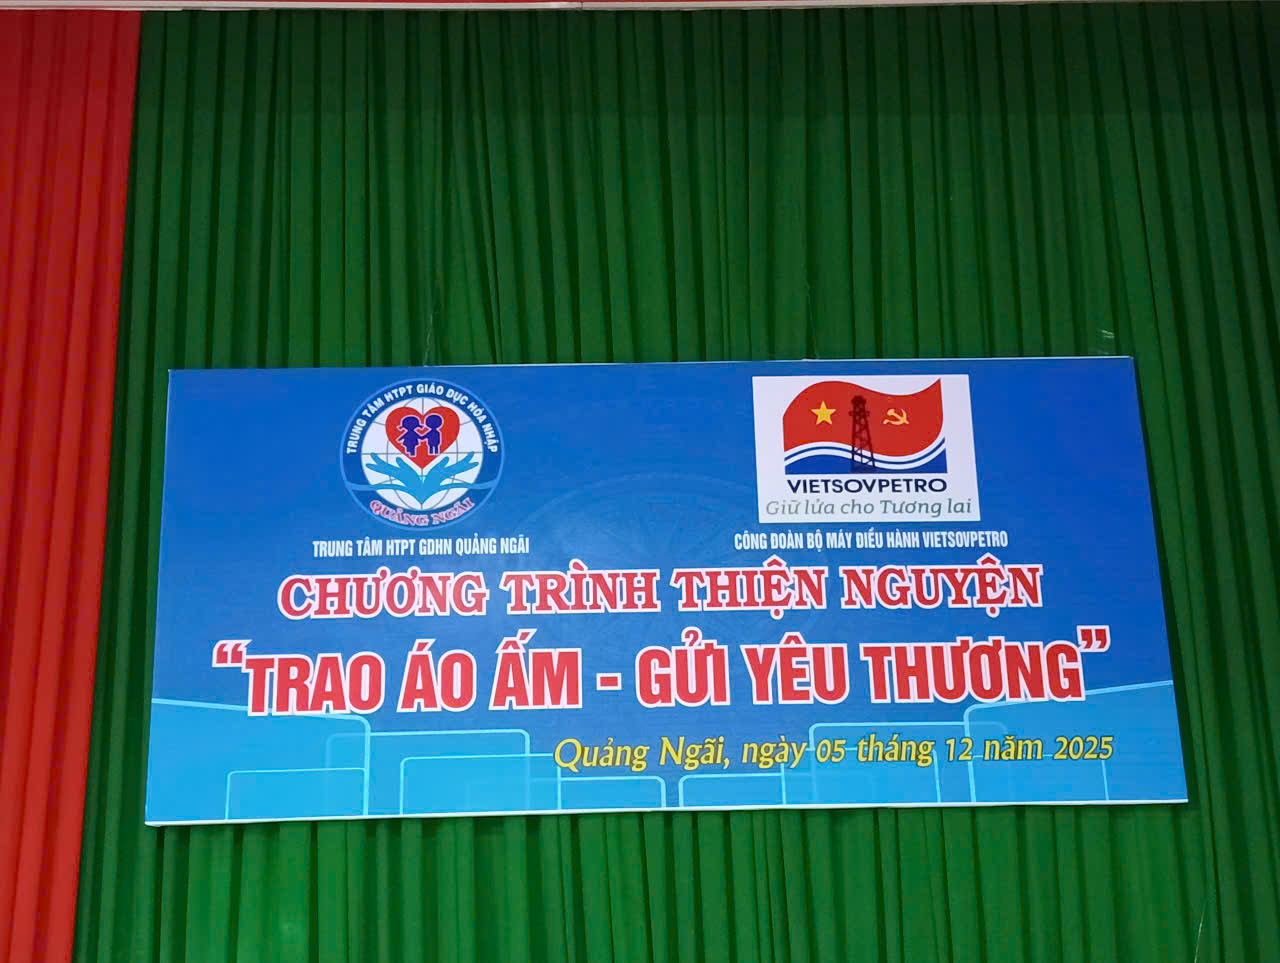 TRUNG TÂM HTPT GIÁO DỤC HÒA NHẬP
QUẢNG NGÃI
VIETSOVPETRO
Giữ lửa cho Tương lai
TRUNG TÂM HTPT GDHN QUẢNG NGÃI
CÔNG ĐOÀN BỘ MÁY ĐIỀU HÀNH VIETSOVPETRO
CHƯƠNG TRÌNH THIỆN NGUYỆN
“TRAO ÁO ẤM - GỬI YÊU THƯƠNG”
Quảng Ngãi, ngày 05 tháng 12 năm 2025